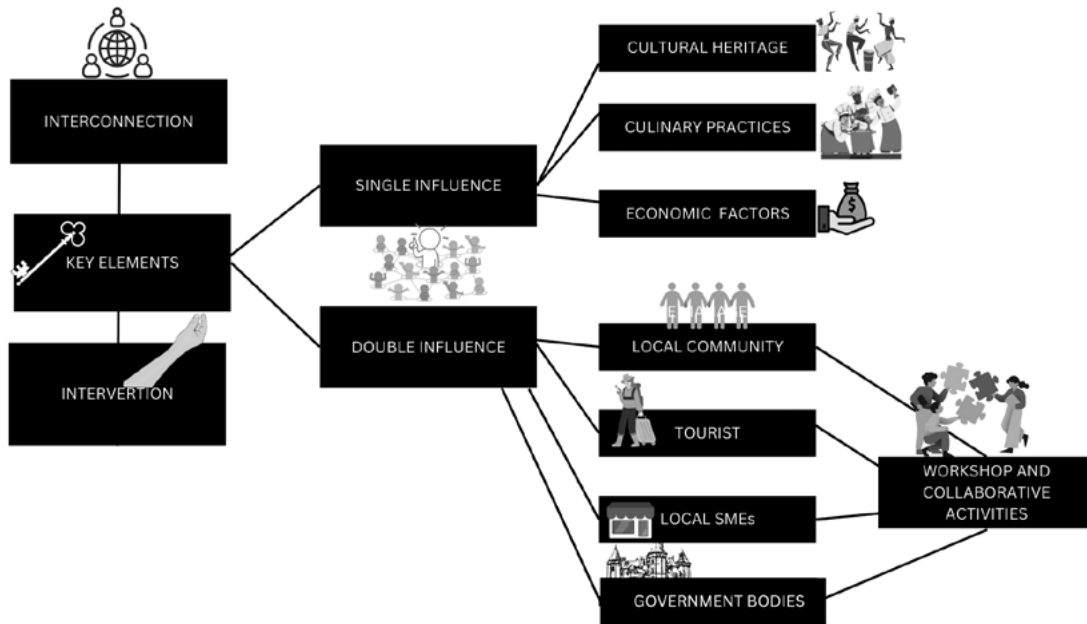 INTERCONNECTION
KEY ELEMENTS
INTERVERTION
SINGLE INFLUENCE
DOUBLE INFLUENCE
CULTURAL HERITAGE
CULINARY PRACTICES
$
ECONOMIC FACTORS
LOCAL COMMUNITY
TOURIST
LOCAL SMEs
GOVERNMENT BODIES
WORKSHOP AND
COLLABORATIVE
ACTIVITIES